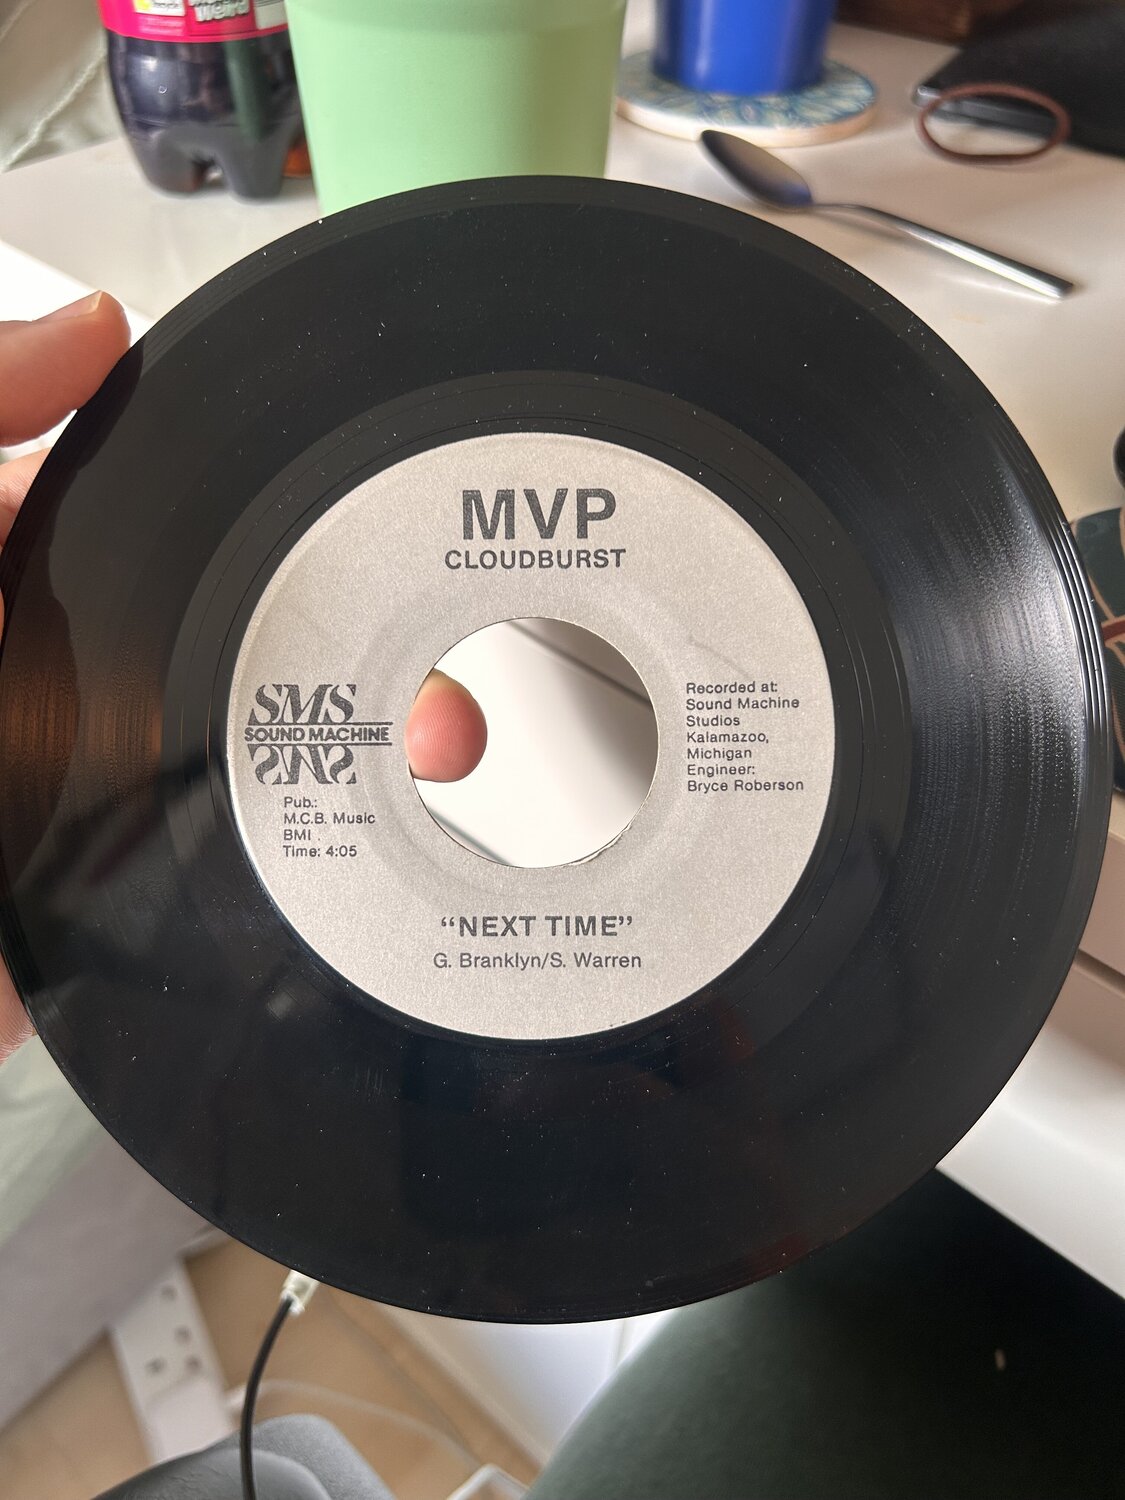 weird
MVP
CLOUDBURST
SMS
SOUND MACHINE
SMS
Pub.:
M.C.B. Music
BMI
Time: 4:05
Recorded at:
Sound Machine
Studios
Kalamazoo,
Michigan
Engineer:
Bryce Roberson
“NEXT TIME”
G. Branklyn/S. Warren